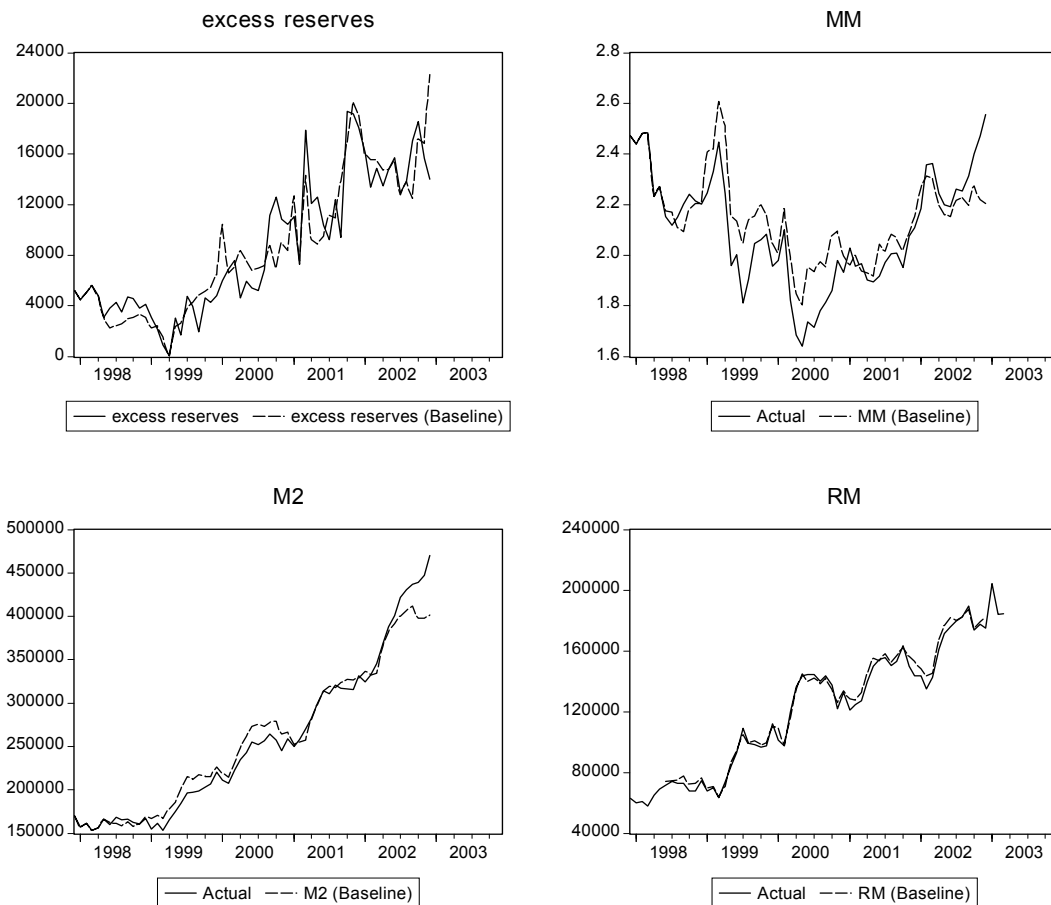 excess reserves
24000
20000
16000
12000
8000
4000
0
1998 1999 2000 2001 2002 2003
excess reserves excess reserves (Baseline)
MM
2.8
2.6
2.4
2.2
2.0
1.8
1.6
1998 1999 2000 2001 2002 2003
Actual MM (Baseline)
M2
500000
450000
400000
350000
300000
250000
200000
150000
1998 1999 2000 2001 2002 2003
Actual M2 (Baseline)
RM
240000
200000
160000
120000
80000
40000
1998 1999 2000 2001 2002 2003
Actual RM (Baseline)